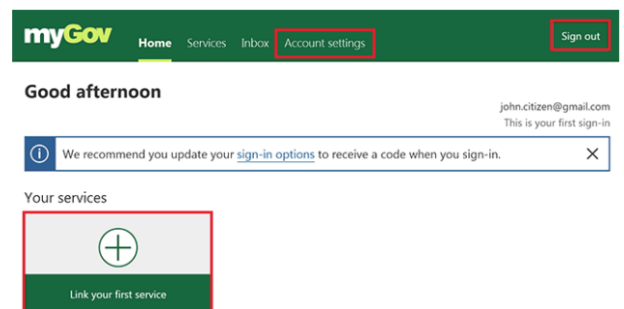 myGov Home Services Inbox Account settings Sign out
Good afternoon
john.citizen@gmail.com
This is your first sign-in
We recommend you update your sign-in options to receive a code when you sign-in.
Your services
Link your first service